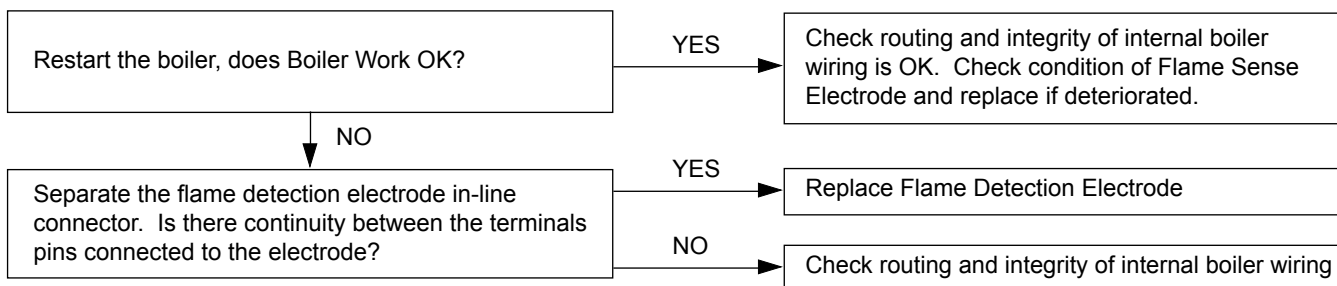 Restart the boiler, does Boiler Work OK?
YES
Check routing and integrity of internal boiler
wiring is OK.  Check condition of Flame Sense
Electrode and replace if deteriorated.
NO
Separate the flame detection electrode in-line
connector.  Is there continuity between the terminals
pins connected to the electrode?
YES
Replace Flame Detection Electrode
NO
Check routing and integrity of internal boiler wiring